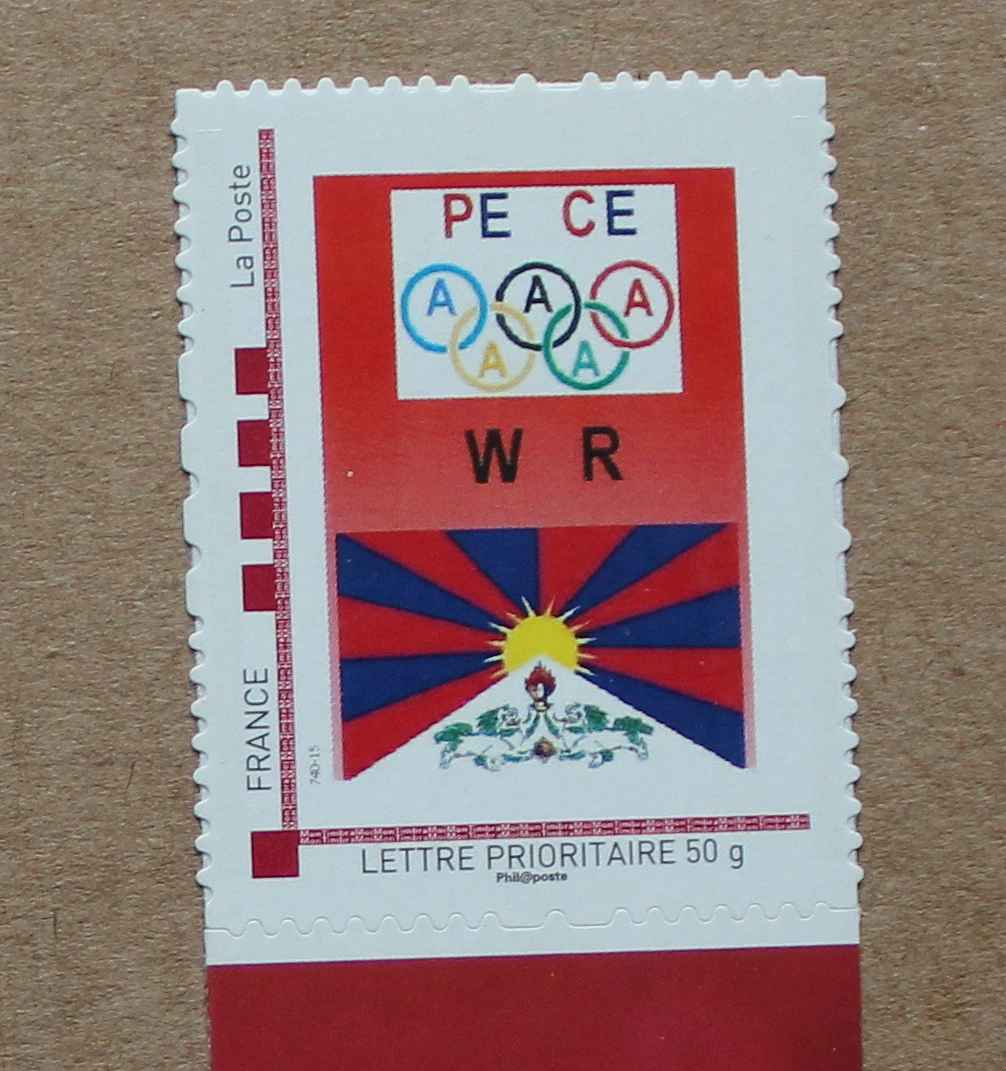 La Poste
FRANCE
PE CE
A A A
A A
W R
740-15
LETTRE PRIORITAIRE 50 g
Phil@poste